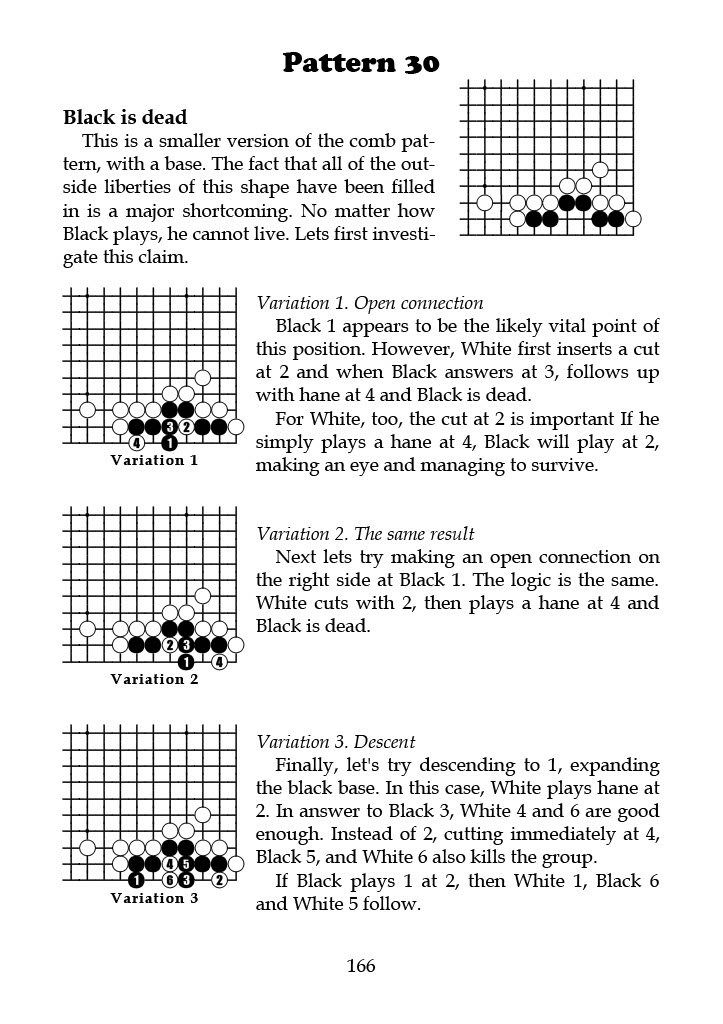 Pattern 30
Black is dead
This is a smaller version of the comb pat-
tern, with a base. The fact that all of the out-
side liberties of this shape have been filled
in is a major shortcoming. No matter how
Black plays, he cannot live. Lets first investi-
gate this claim.
3 2
4 1
Variation 1
Variation 1. Open connection
Black 1 appears to be the likely vital point of
this position. However, White first inserts a cut
at 2 and when Black answers at 3, follows up
with hane at 4 and Black is dead.
For White, too, the cut at 2 is important If he
simply plays a hane at 4, Black will play at 2,
making an eye and managing to survive.
2 3
1 4
Variation 2
Variation 2. The same result
Next lets try making an open connection on
the right side at Black 1. The logic is the same.
White cuts with 2, then plays a hane at 4 and
Black is dead.
4 5
1 6 3 2
Variation 3
Variation 3. Descent
Finally, let's try descending to 1, expanding
the black base. In this case, White plays hane at
2. In answer to Black 3, White 4 and 6 are good
enough. Instead of 2, cutting immediately at 4,
Black 5, and White 6 also kills the group.
If Black plays 1 at 2, then White 1, Black 6
and White 5 follow.
166